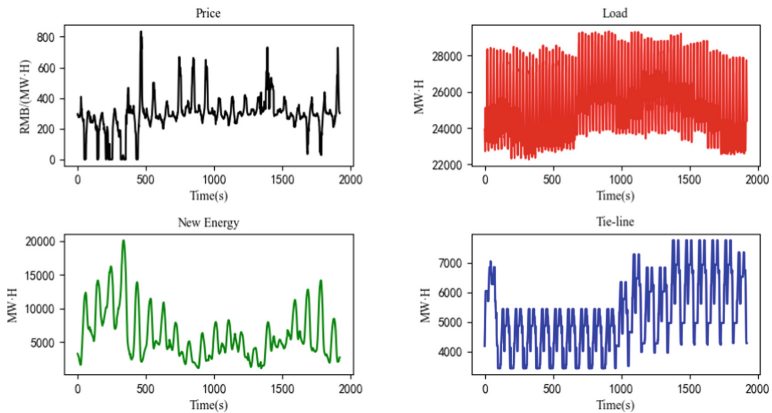 Price
RMB/(MW·H)
800
600
400
200
0
0 500 1000 1500 2000
Time(s)
Load
MW·H
28000
26000
24000
22000
0 500 1000 1500 2000
Time(s)
New Energy
MW·H
20000
15000
10000
5000
0 500 1000 1500 2000
Time(s)
Tie-line
MW·H
7000
6000
5000
4000
0 500 1000 1500 2000
Time(s)